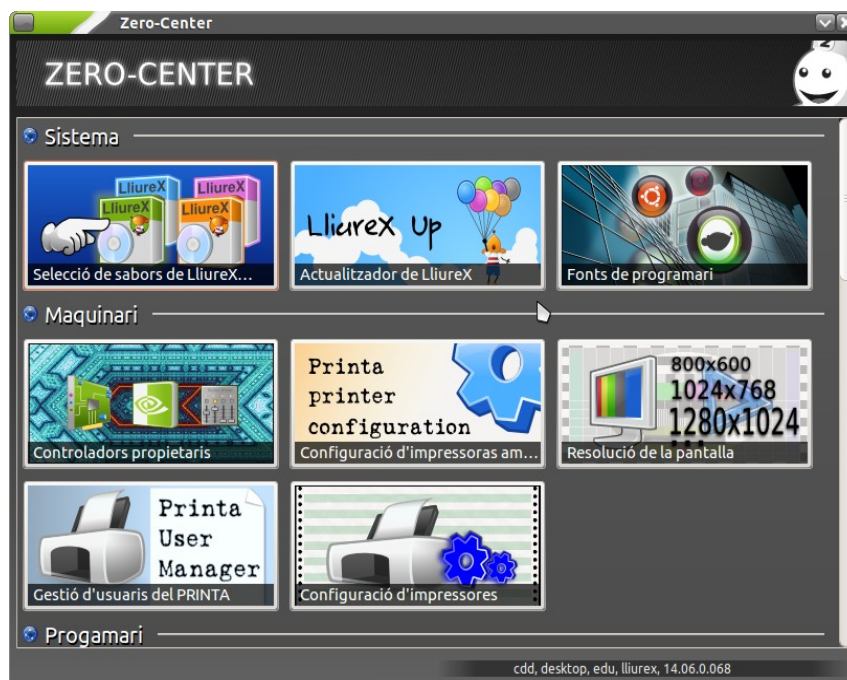 Zero-Center
ZERO-CENTER
Sistema
LliureX
LliureX
LliureX
LliureX
Selecció de sabors de LliureX...
LliureX Up
Actualitzador de LliureX
Fonts de programari
Maquinari
Controladors propietaris
Printa
printer
configuration
Configuració d'impressoras am...
800x600
1024x768
1280x1024
Resolució de la pantalla
Printa
User
Manager
Gestió d'usuaris del PRINTA
Configuració d'impressores
Progamari
cdd, desktop, edu, lliurex, 14.06.0.068